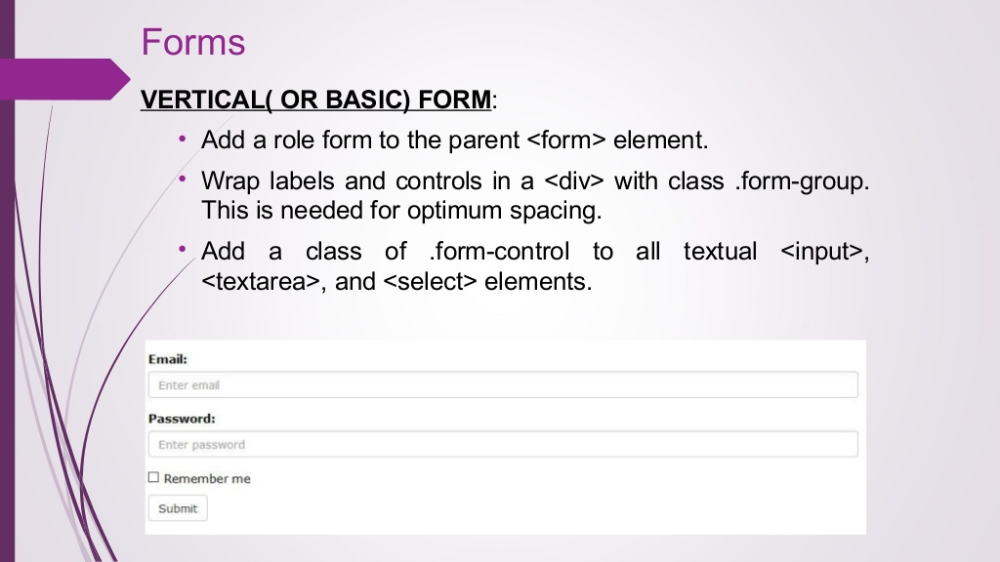 Forms
VERTICAL( OR BASIC) FORM:
• Add a role form to the parent <form> element.
• Wrap labels and controls in a <div> with class .form-group.
This is needed for optimum spacing.
• Add a class of .form-control to all textual <input>,
<textarea>, and <select> elements.
Email:
Enter email
Password:
Enter password
Remember me
Submit